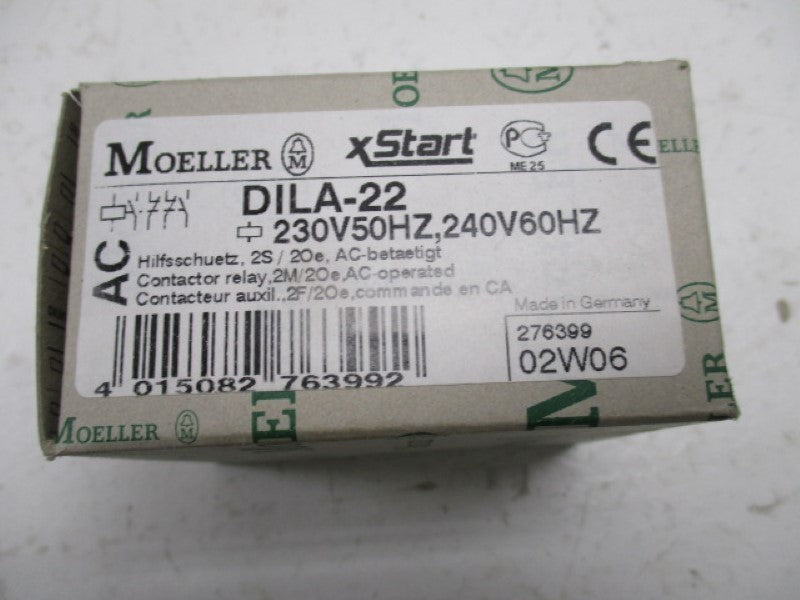 MOELLER M xStart PC CE
ME 25
DILA-22
230V50HZ,240V60HZ
AC
Hilfsschuetz, 2S / 2Oe, AC-betaetigt
Contactor relay,2M/2Oe,AC-operated
Contacteur auxil.,2F/2Oe,commande en CA
Made in Germany
276399
02W06
4 015082 763992
MOELLER M